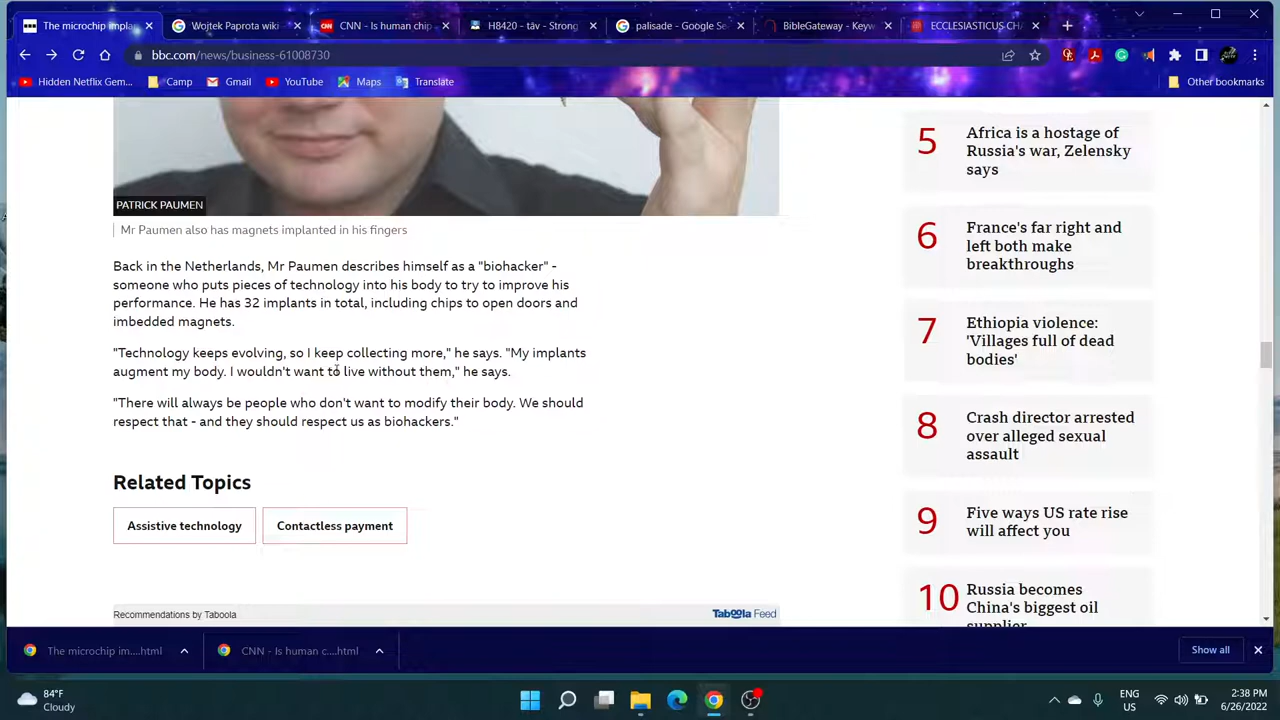 The microchip implan
Wojtek Paprota wiki
CNN - Is human chip
H8420 - tāv - Strong
palisade - Google Se
BibleGateway - Keyw
ECCLESIASTICUS CHA
bbc.com/news/business-61008730
Hidden Netflix Gem...
Camp
Gmail
YouTube
Maps
Translate
Other bookmarks
PATRICK PAUMEN
Mr Paumen also has magnets implanted in his fingers
Back in the Netherlands, Mr Paumen describes himself as a "biohacker" -
someone who puts pieces of technology into his body to try to improve his
performance. He has 32 implants in total, including chips to open doors and
imbedded magnets.
"Technology keeps evolving, so I keep collecting more," he says. "My implants
augment my body. I wouldn't want to live without them," he says.
"There will always be people who don't want to modify their body. We should
respect that - and they should respect us as biohackers."
Related Topics
Assistive technology
Contactless payment
Recommendations by Taboola
Taboola Feed
5
Africa is a hostage of
Russia's war, Zelensky
says
6
France's far right and
left both make
breakthroughs
7
Ethiopia violence:
'Villages full of dead
bodies'
8
Crash director arrested
over alleged sexual
assault
9
Five ways US rate rise
will affect you
10
Russia becomes
China's biggest oil
supplier
The microchip im....html
CNN - Is human c....html
Show all
84°F
Cloudy
ENG
US
2:38 PM
6/26/2022